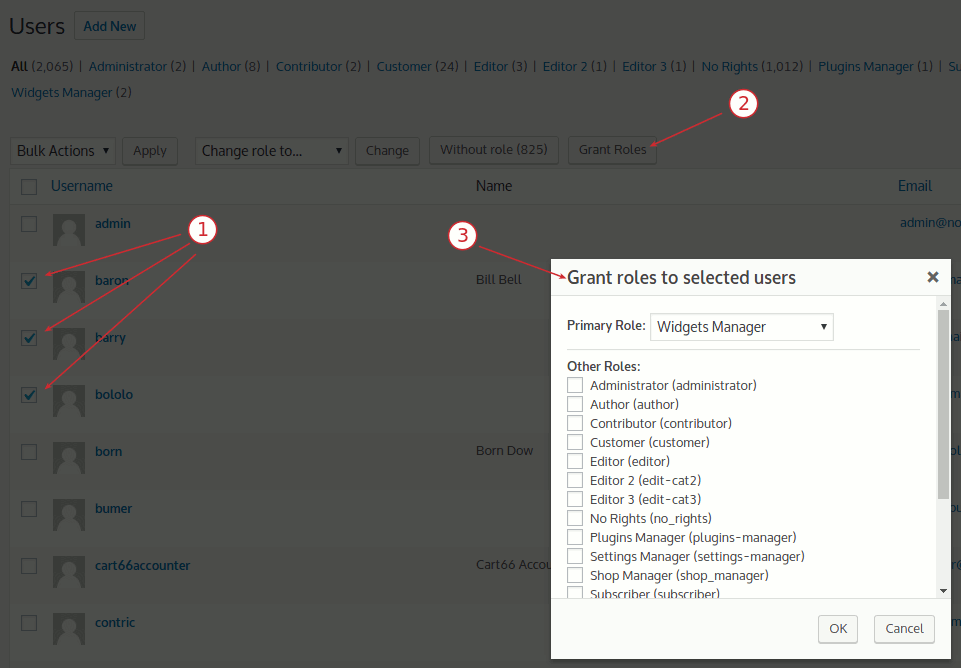 Users Add New
All (2,065) | Administrator (2) | Author (8) | Contributor (2) | Customer (24) | Editor (3) | Editor 2 (1) | Editor 3 (1) | No Rights (1,012) | Plugins Manager (1) |
Widgets Manager (2)
2
Bulk Actions Apply Change role to... Change Without role (825) Grant Roles
Username Name Email
admin
1
3
baron Bill Bell
harry
bololo
born Born Dow
bumer
cart66accounter Cart66
contric
Grant roles to selected users
Primary Role: Widgets Manager
Other Roles:
Administrator (administrator)
Author (author)
Contributor (contributor)
Customer (customer)
Editor (editor)
Editor 2 (edit-cat2)
Editor 3 (edit-cat3)
No Rights (no_rights)
Plugins Manager (plugins-manager)
Settings Manager (settings-manager)
Shop Manager (shop_manager)
Subscriber (subscriber)
OK Cancel